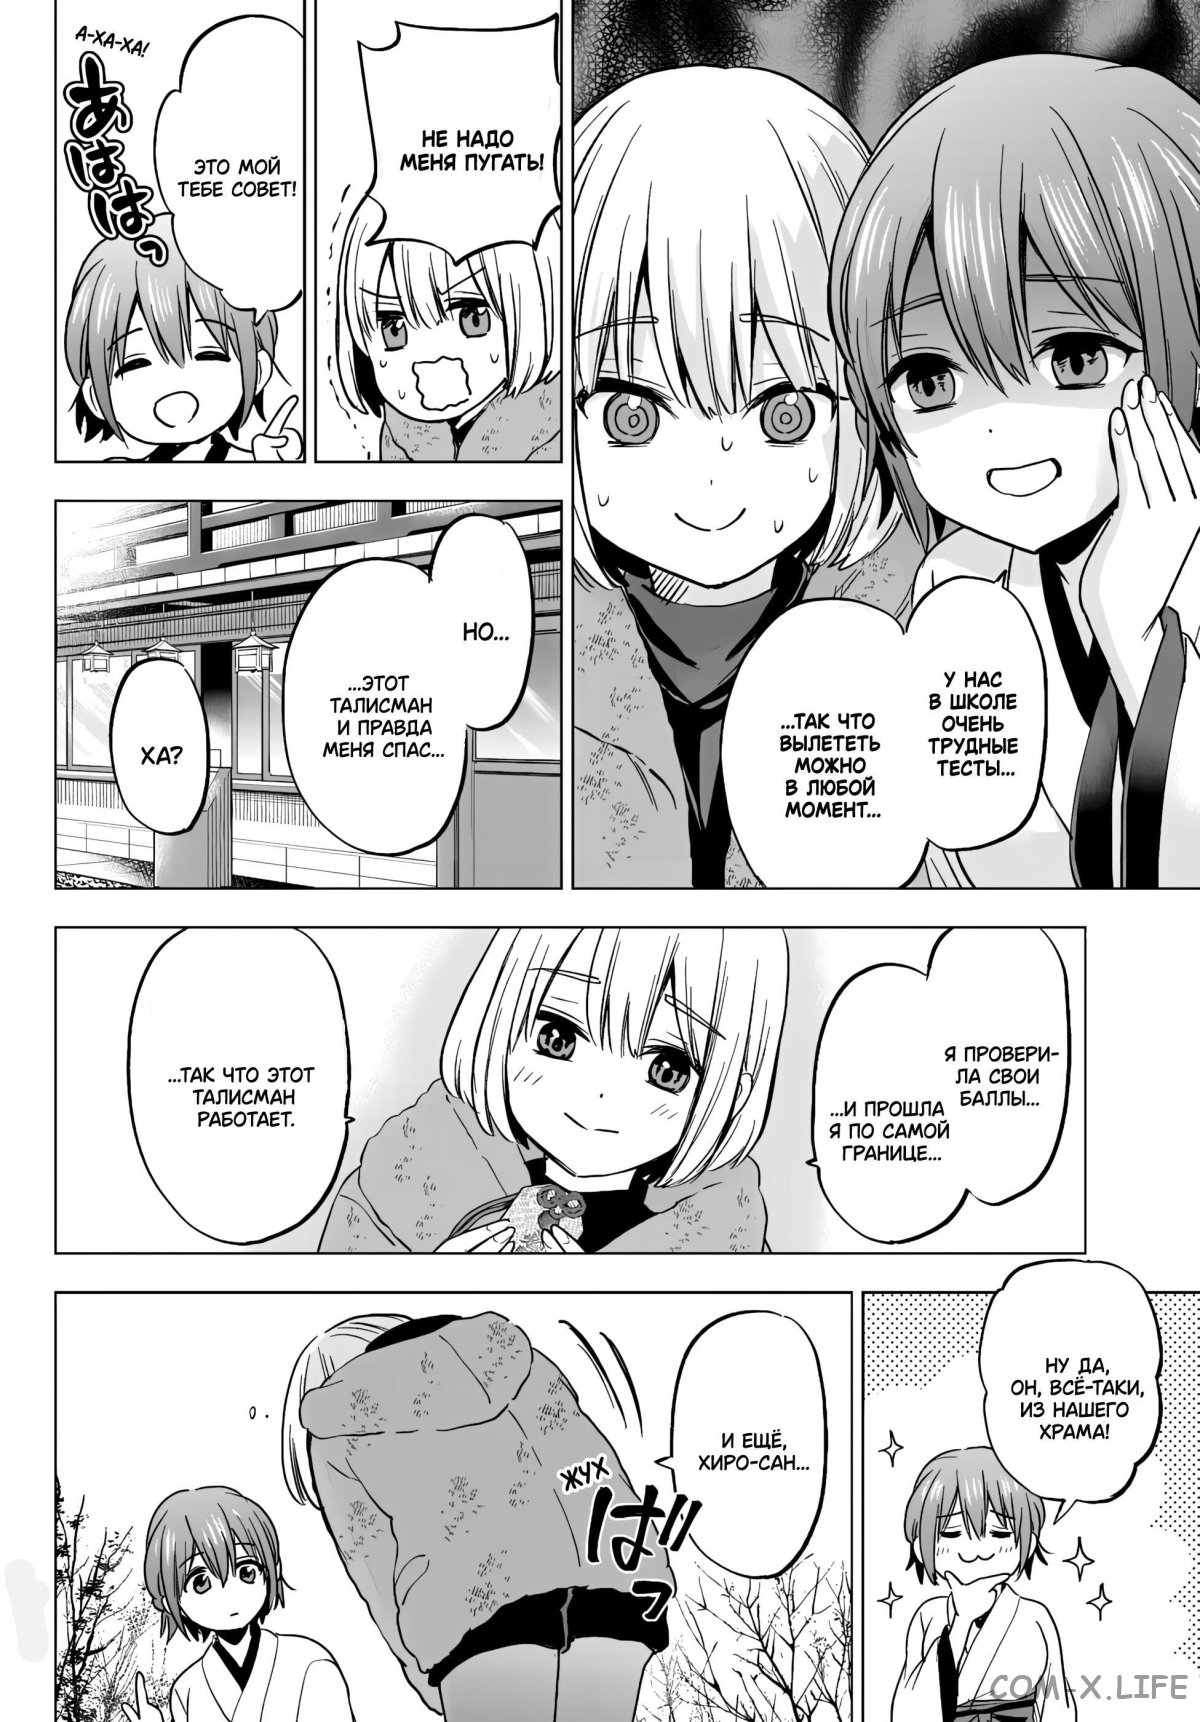 У НАС
В ШКОЛЕ
ОЧЕНЬ
ТРУДНЫЕ
ТЕСТЫ...
...ТАК ЧТО
ВЫЛЕТЕТЬ
МОЖНО
В ЛЮБОЙ
МОМЕНТ...
НЕ НАДО
МЕНЯ ПУГАТЬ!
ЭТО МОЙ
ТЕБЕ СОВЕТ!
А-ХА-ХА!
あははっ
НО...
...ЭТОТ
ТАЛИСМАН
И ПРАВДА
МЕНЯ СПАС...
ХА?
Я ПРОВЕРИ-
ЛА СВОИ
БАЛЛЫ...
...И ПРОШЛА
Я ПО САМОЙ
ГРАНИЦЕ...
...ТАК ЧТО ЭТОТ
ТАЛИСМАН
РАБОТАЕТ.
НУ ДА,
ОН, ВСЁ-ТАКИ,
ИЗ НАШЕГО
ХРАМА!
И ЕЩЁ,
ХИРО-САН...
ЖУХ
ばっ
COM-X.LIFE